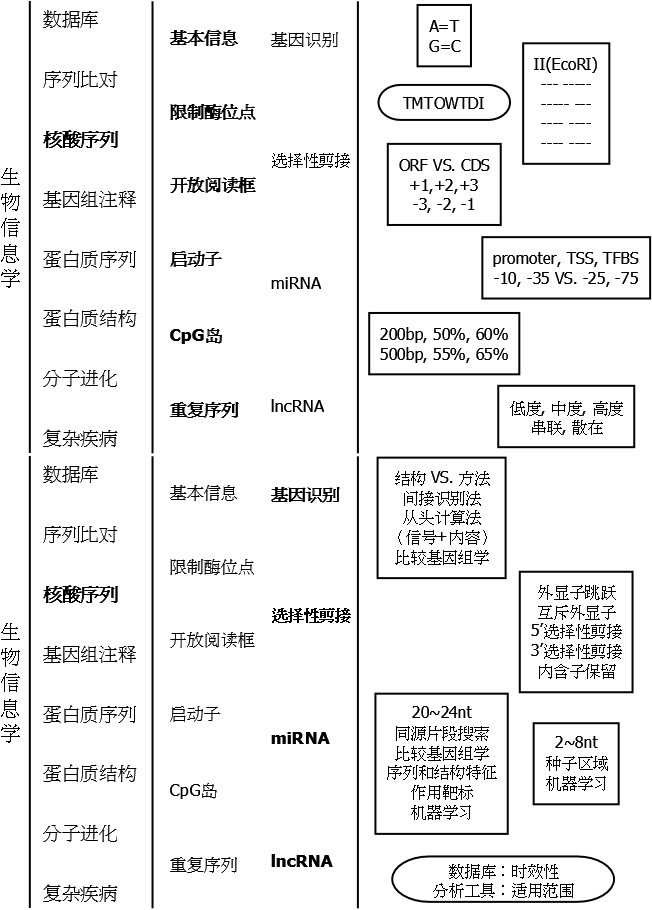 生物信息学
数据库
序列比对
核酸序列
基因组注释
蛋白质序列
蛋白质结构
分子进化
复杂疾病
基本信息
限制酶位点
开放阅读框
启动子
CpG岛
重复序列
基因识别
选择性剪接
miRNA
lncRNA
A=T
G=C
II(EcoRI)
--- -----
----- ---
---- ----
---- ----
TMTOWTDI
ORF VS. CDS
+1,+2,+3
-3, -2, -1
promoter, TSS, TFBS
-10, -35 VS. -25, -75
200bp, 50%, 60%
500bp, 55%, 65%
低度, 中度, 高度
串联, 散在
生物信息学
数据库
序列比对
核酸序列
基因组注释
蛋白质序列
蛋白质结构
分子进化
复杂疾病
基本信息
限制酶位点
开放阅读框
启动子
CpG岛
重复序列
基因识别
选择性剪接
miRNA
lncRNA
结构 VS. 方法
间接识别法
从头计算法
（信号+内容）
比较基因组学
外显子跳跃
互斥外显子
5′选择性剪接
3′选择性剪接
内含子保留
20~24nt
同源片段搜索
比较基因组学
序列和结构特征
作用靶标
机器学习
2~8nt
种子区域
机器学习
数据库：时效性
分析工具：适用范围